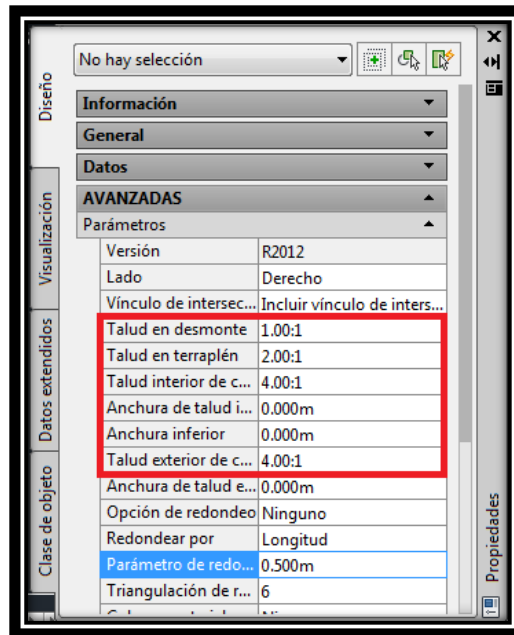 No hay selección
Información
General
Datos
AVANZADAS
Parámetros
Versión R2012
Lado Derecho
Vínculo de intersec... Incluir vínculo de inters...
Talud en desmonte 1.00:1
Talud en terraplén 2.00:1
Talud interior de c... 4.00:1
Anchura de talud i... 0.000m
Anchura inferior 0.000m
Talud exterior de c... 4.00:1
Anchura de talud e... 0.000m
Opción de redondeo Ninguno
Redondear por Longitud
Parámetro de redo... 0.500m
Triangulación de r... 6
Diseño
Visualización
Datos extendidos
Clase de objeto
Propiedades